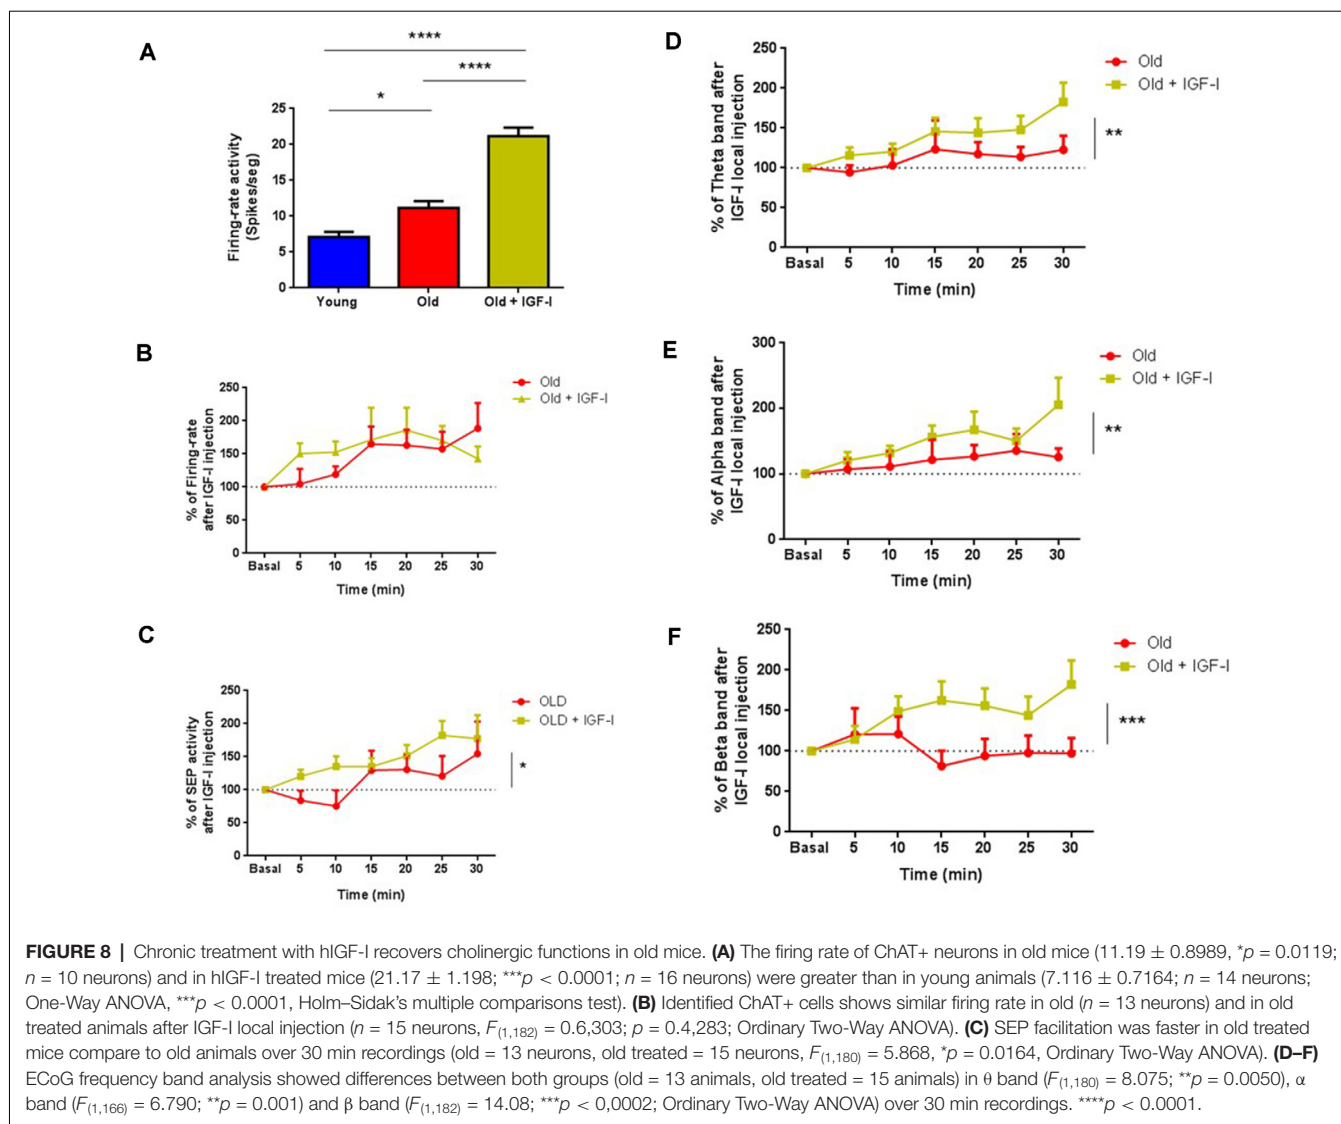 A
****
****
*
25
20
15
10
5
0
Firing-rate activity
(Spikes/seg)
Young
Old
Old + IGF-I
B
Old
Old + IGF-I
250
200
150
100
50
0
% of Firing-rate
after IGF-I injection
Basal 5 10 15 20 25 30
Time (min)
C
OLD
OLD + IGF-I
250
200
150
100
50
0
% of SEP activity
after IGF-I injection
*
Basal 5 10 15 20 25 30
Time (min)
D
Old
Old + IGF-I
250
200
150
100
50
0
% of Theta band after
IGF-I local injection
**
Basal 5 10 15 20 25 30
Time (min)
E
Old
Old + IGF-I
300
200
100
0
% of Alpha band after
IGF-I local injection
**
Basal 5 10 15 20 25 30
Time (min)
F
Old
Old + IGF-I
250
200
150
100
50
0
% of Beta band after
IGF-I local injection
***
Basal 5 10 15 20 25 30
Time (min)
FIGURE 8 | Chronic treatment with hIGF-I recovers cholinergic functions in old mice. (A) The firing rate of ChAT+ neurons in old mice (11.19 ± 0.8989, *p = 0.0119;
n = 10 neurons) and in hIGF-I treated mice (21.17 ± 1.198; ***p < 0.0001; n = 16 neurons) were greater than in young animals (7.116 ± 0.7164; n = 14 neurons;
One-Way ANOVA, ***p < 0.0001, Holm–Sidak's multiple comparisons test). (B) Identified ChAT+ cells shows similar firing rate in old (n = 13 neurons) and in old
treated animals after IGF-I local injection (n = 15 neurons, F(1,182) = 0.6,303; p = 0.4,283; Ordinary Two-Way ANOVA). (C) SEP facilitation was faster in old treated
mice compare to old animals over 30 min recordings (old = 13 neurons, old treated = 15 neurons, F(1,180) = 5.868, *p = 0.0164, Ordinary Two-Way ANOVA). (D–F)
ECoG frequency band analysis showed differences between both groups (old = 13 animals, old treated = 15 animals) in θ band (F(1,180) = 8.075; **p = 0.0050), α
band (F(1,166) = 6.790; **p = 0.001) and β band (F(1,182) = 14.08; ***p < 0,0002; Ordinary Two-Way ANOVA) over 30 min recordings. ****p < 0.0001.